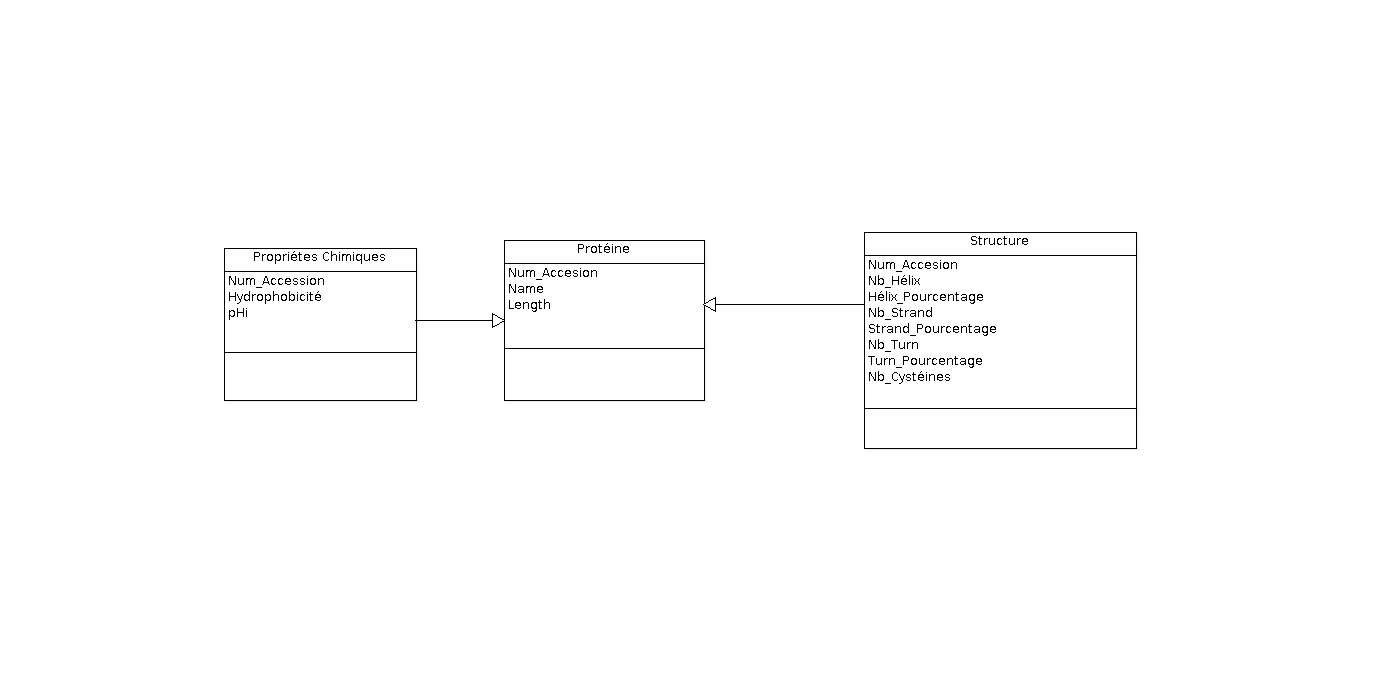 Propriétes Chimiques
Num_Accession
Hydrophobicité
pHi
Protéine
Num_Accesion
Name
Length
Structure
Num_Accesion
Nb_Hélix
Hélix_Pourcentage
Nb_Strand
Strand_Pourcentage
Nb_Turn
Turn_Pourcentage
Nb_Cystéines